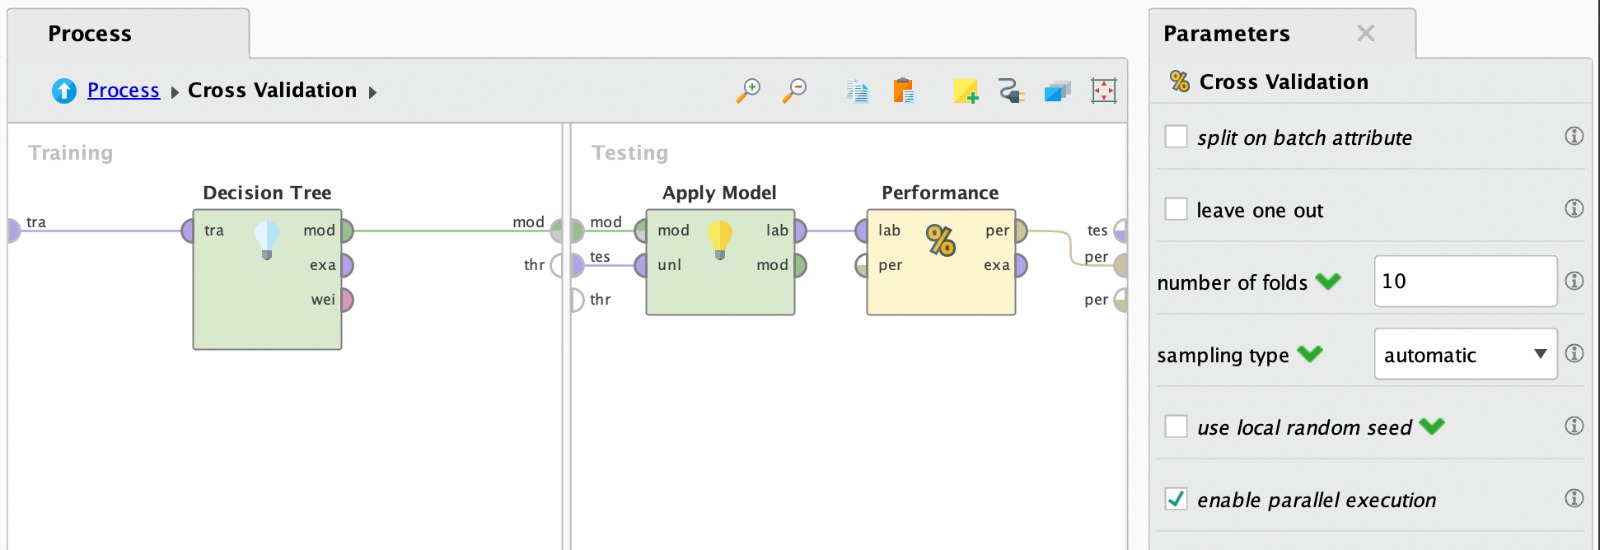 Process
Process Cross Validation
Training
Testing
Decision Tree
Apply Model
Performance
tra
tra
mod
exa
wei
mod
thr
mod
tes
thr
mod
unl
lab
mod
lab
per
per
exa
tes
per
per
Parameters
% Cross Validation
split on batch attribute
leave one out
number of folds 10
sampling type automatic
use local random seed
enable parallel execution